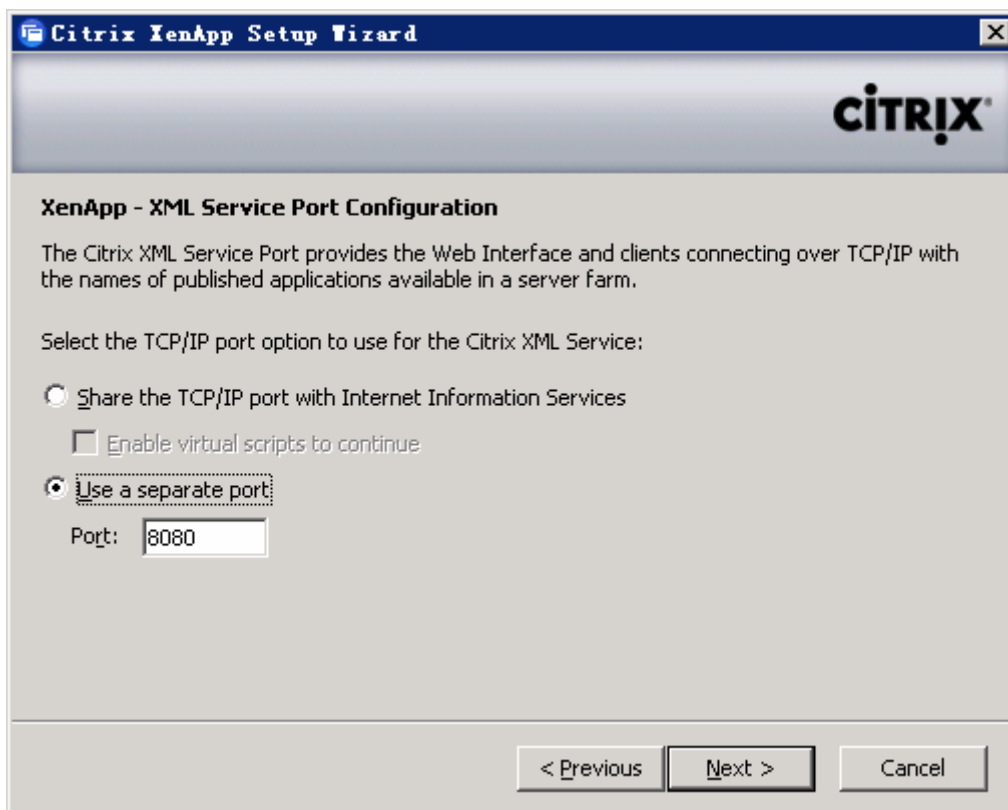 Citrix XenApp Setup Wizard
CITRIX
XenApp - XML Service Port Configuration
The Citrix XML Service Port provides the Web Interface and clients connecting over TCP/IP with
the names of published applications available in a server farm.
Select the TCP/IP port option to use for the Citrix XML Service:
Share the TCP/IP port with Internet Information Services
Enable virtual scripts to continue
Use a separate port
Port: 8080
< Previous Next > Cancel